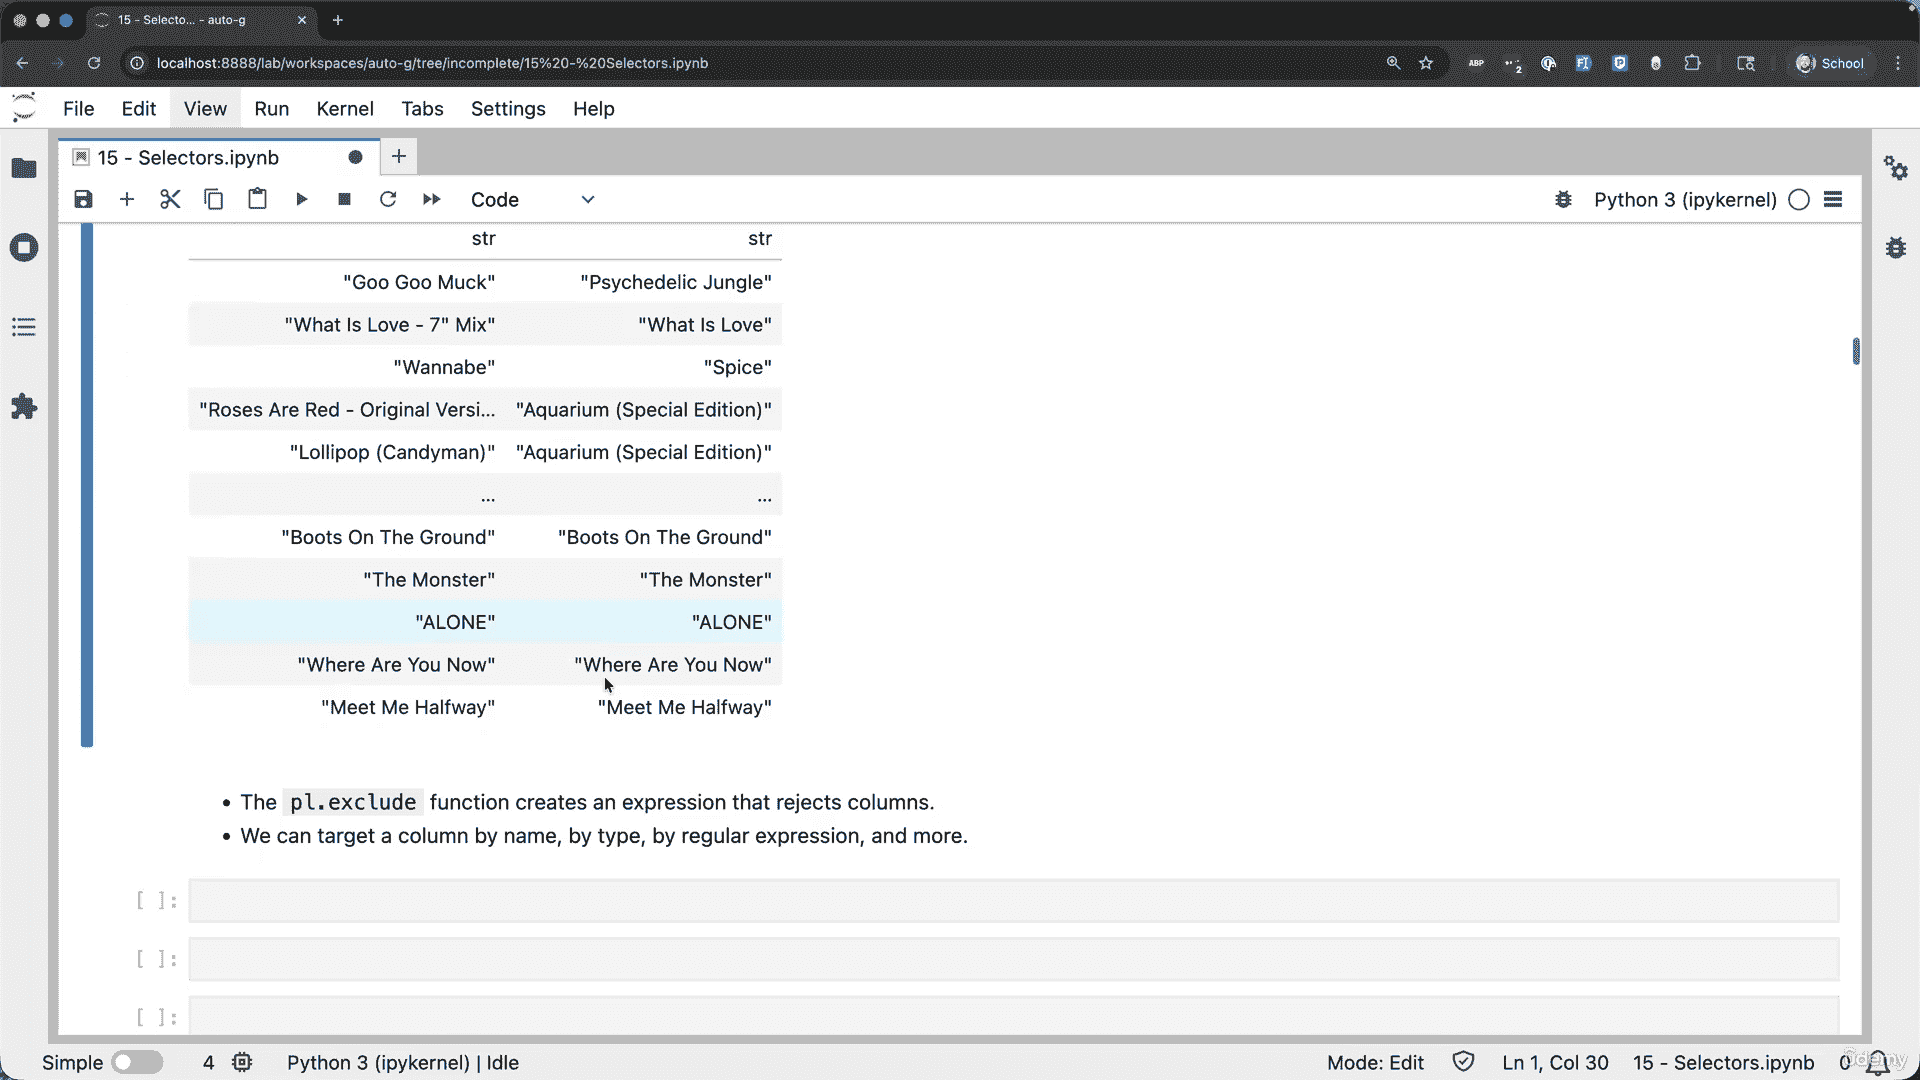 15 - Selecto... - auto-g
localhost:8888/lab/workspaces/auto-g/tree/incomplete/15%20-%20Selectors.ipynb
ABP
2
School
File Edit View Run Kernel Tabs Settings Help
15 - Selectors.ipynb
Code
Python 3 (ipykernel)
str str
"Goo Goo Muck" "Psychedelic Jungle"
"What Is Love - 7" Mix" "What Is Love"
"Wannabe" "Spice"
"Roses Are Red - Original Versi... "Aquarium (Special Edition)"
"Lollipop (Candyman)" "Aquarium (Special Edition)"
... ...
"Boots On The Ground" "Boots On The Ground"
"The Monster" "The Monster"
"ALONE" "ALONE"
"Where Are You Now" "Where Are You Now"
"Meet Me Halfway" "Meet Me Halfway"
• The pl.exclude function creates an expression that rejects columns.
• We can target a column by name, by type, by regular expression, and more.
[ ]:
[ ]:
[ ]:
Simple 4 Python 3 (ipykernel) | Idle Mode: Edit Ln 1, Col 30 15 - Selectors.ipynb 0
udemy